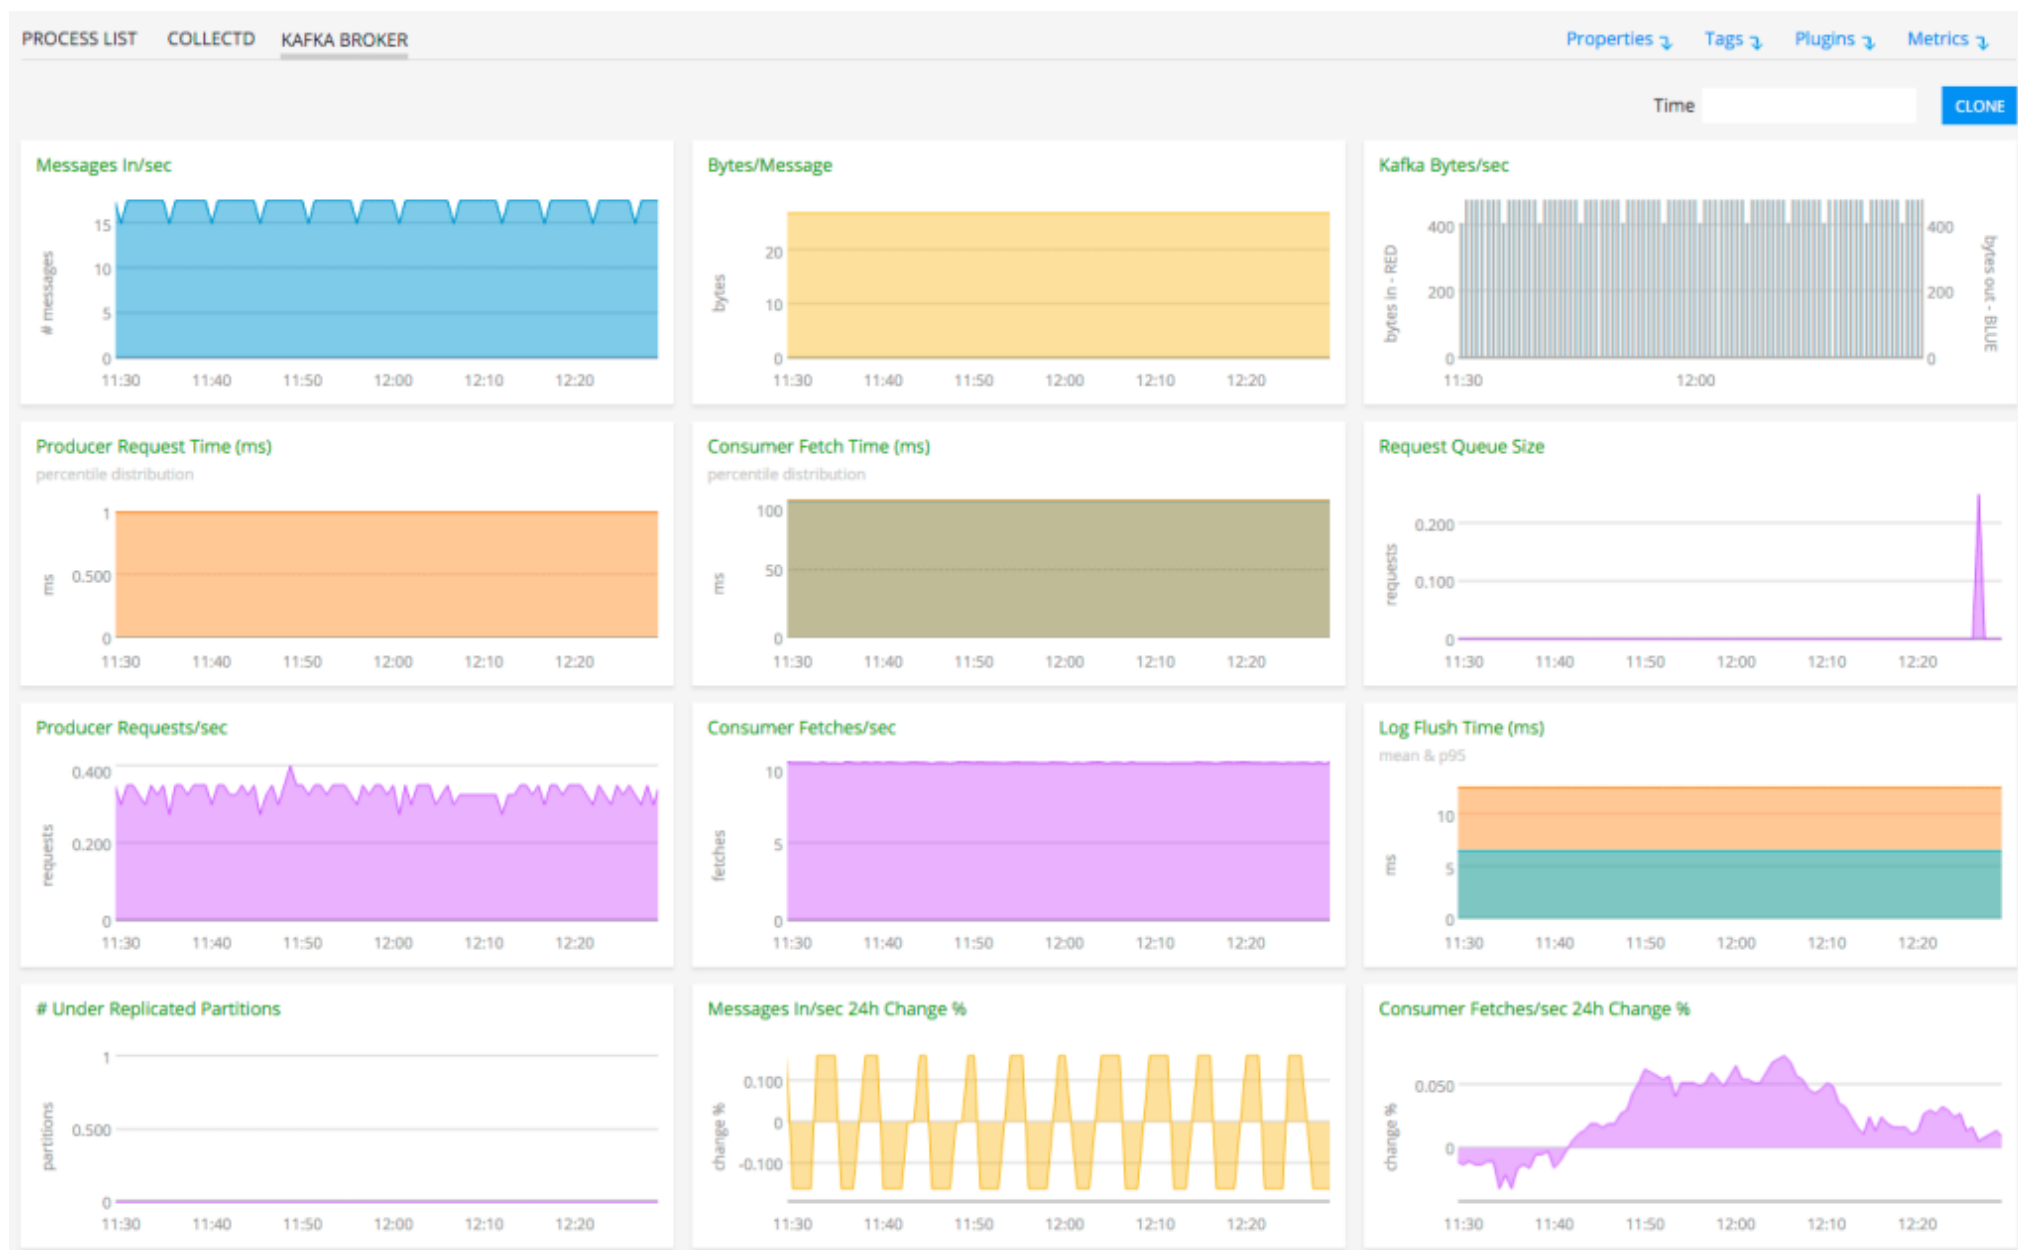 PROCESS LIST COLLECTD KAFKA BROKER Properties Tags Plugins Metrics
Time CLONE
Messages In/sec
# messages
15
10
5
0
11:30 11:40 11:50 12:00 12:10 12:20
Bytes/Message
bytes
20
10
0
11:30 11:40 11:50 12:00 12:10 12:20
Kafka Bytes/sec
bytes in - RED
400
200
0
400
200
0
bytes out - BLUE
11:30 12:00
Producer Request Time (ms)
percentile distribution
ms
1
0.500
0
11:30 11:40 11:50 12:00 12:10 12:20
Consumer Fetch Time (ms)
percentile distribution
ms
100
50
0
11:30 11:40 11:50 12:00 12:10 12:20
Request Queue Size
requests
0.200
0.100
0
11:30 11:40 11:50 12:00 12:10 12:20
Producer Requests/sec
requests
0.400
0.200
0
11:30 11:40 11:50 12:00 12:10 12:20
Consumer Fetches/sec
fetches
10
5
0
11:30 11:40 11:50 12:00 12:10 12:20
Log Flush Time (ms)
mean & p95
ms
10
5
0
11:30 11:40 11:50 12:00 12:10 12:20
# Under Replicated Partitions
partitions
1
0.500
0
11:30 11:40 11:50 12:00 12:10 12:20
Messages In/sec 24h Change %
change %
0.100
0
-0.100
11:30 11:40 11:50 12:00 12:10 12:20
Consumer Fetches/sec 24h Change %
change %
0.050
0
11:30 11:40 11:50 12:00 12:10 12:20